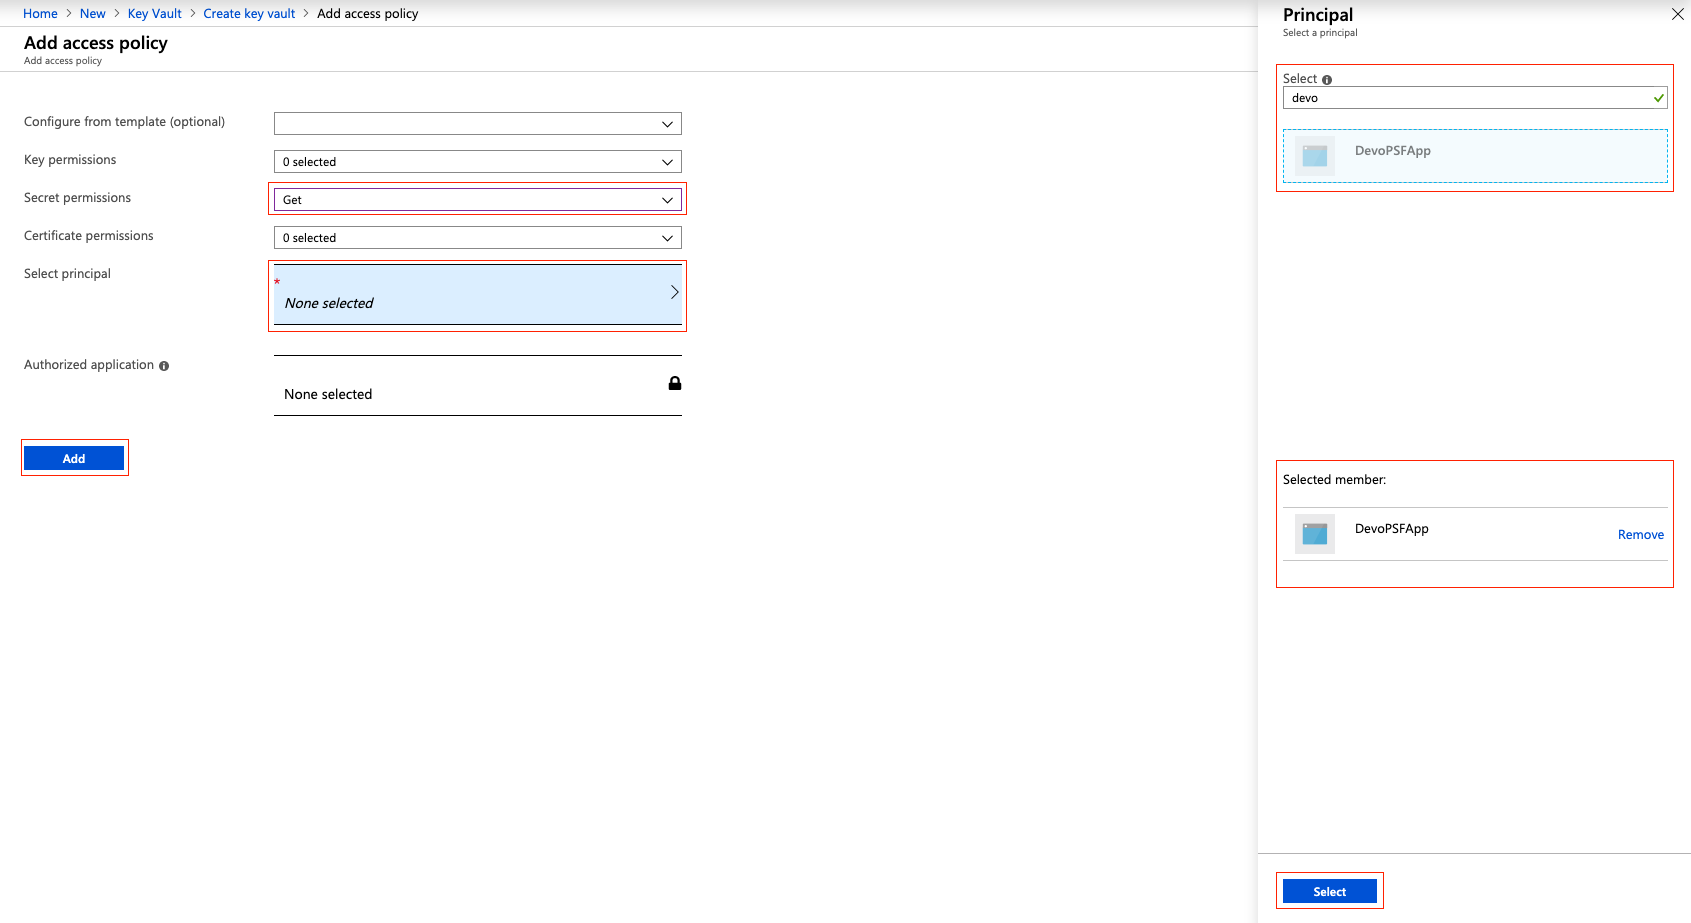 Home > New > Key Vault > Create key vault > Add access policy
Add access policy
Add access policy
Configure from template (optional)
Key permissions
0 selected
Secret permissions
Get
Certificate permissions
0 selected
Select principal
*
None selected
Authorized application
None selected
Add
Principal
Select a principal
Select
devo
DevoPSFApp
Selected member:
DevoPSFApp
Remove
Select